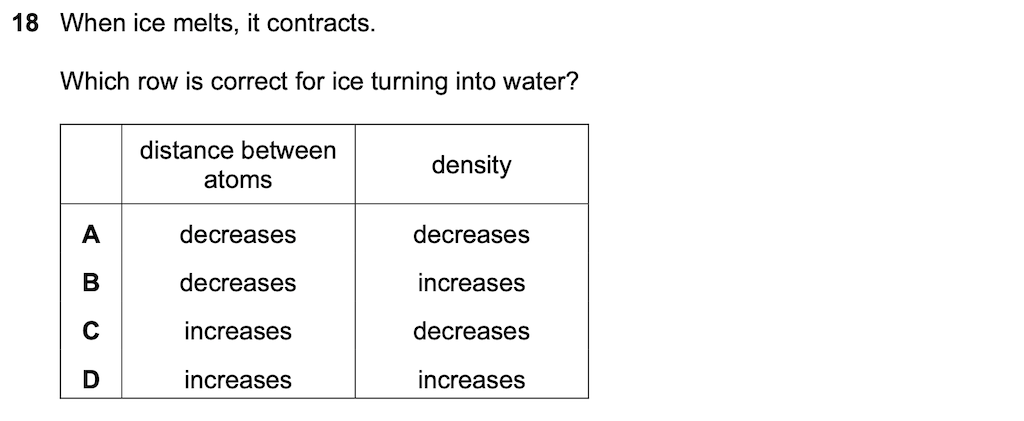 18 When ice melts, it contracts.
Which row is correct for ice turning into water?
distance between
atoms
density
A decreases decreases
B decreases increases
C increases decreases
D increases increases